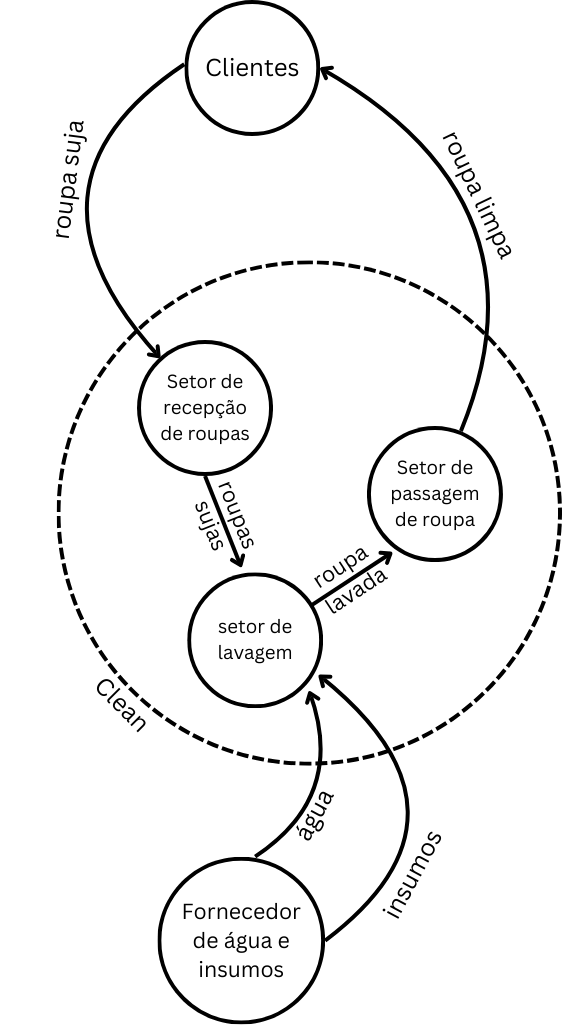 Clientes
roupa suja
roupa limpa
Setor de
recepção
de roupas
Setor de
passagem
de roupa
roupas
sujas
roupa
lavada
setor de
lavagem
Clean
água
insumos
Fornecedor
de água e
insumos